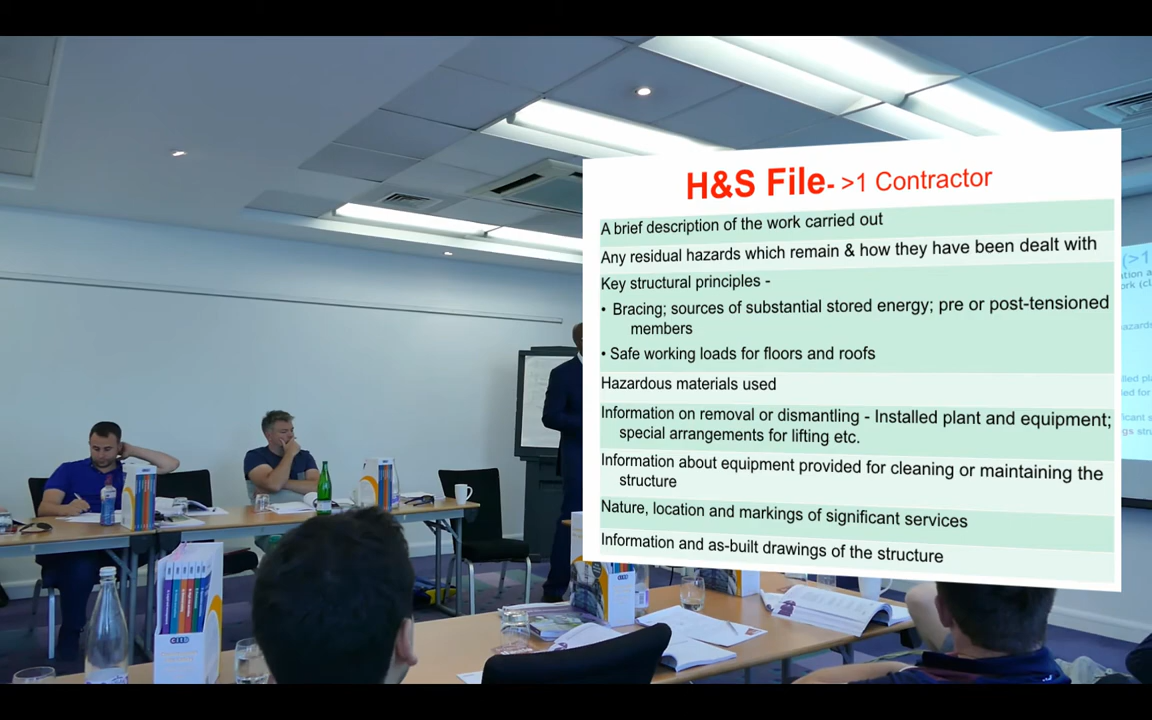 H&S File- >1 Contractor
A brief description of the work carried out
Any residual hazards which remain & how they have been dealt with
Key structural principles -
• Bracing; sources of substantial stored energy; pre or post-tensioned
members
• Safe working loads for floors and roofs
Hazardous materials used
Information on removal or dismantling - Installed plant and equipment;
special arrangements for lifting etc.
Information about equipment provided for cleaning or maintaining the
structure
Nature, location and markings of significant services
Information and as-built drawings of the structure
(>1